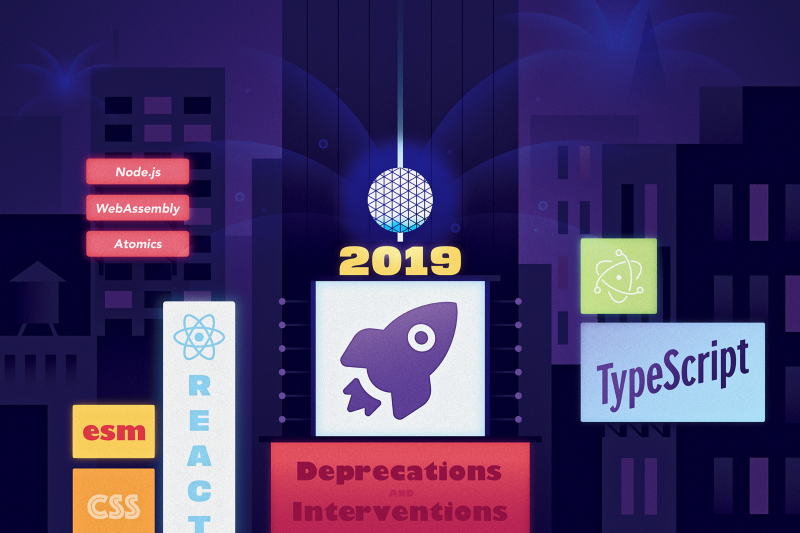 Node.js
WebAssembly
Atomics
2019
TypeScript
esm
CSS
REACT
Deprecations
AND
Interventions